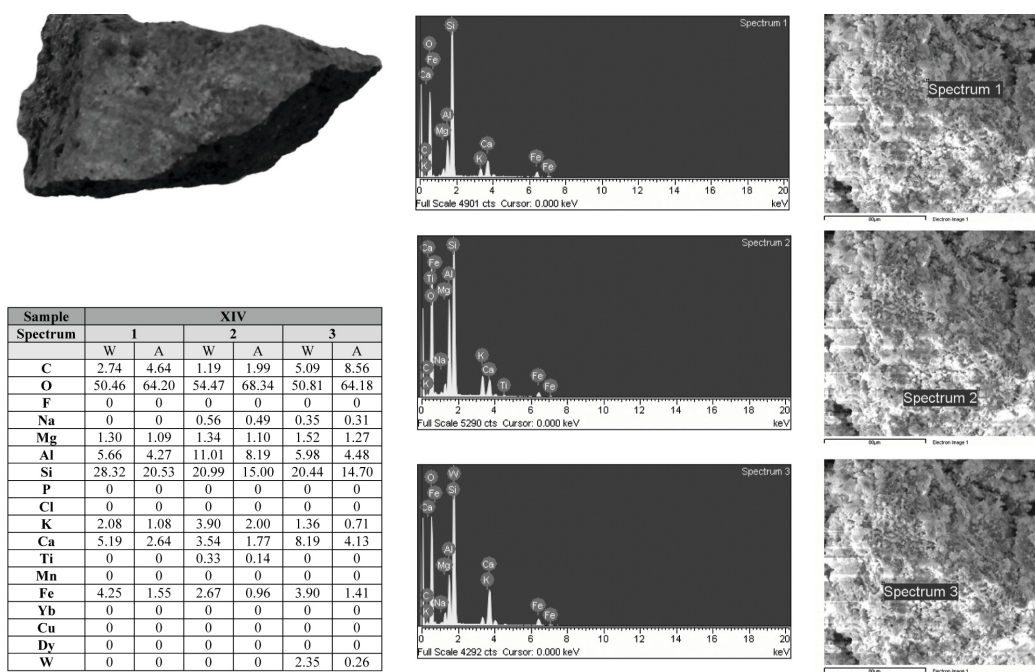 Spectrum 1
Si
O
Fe
Ca
Al
Mg
C
K
K
Ca
Fe
Fe
2 4 6 8 10 12 14 16 18 20
Full Scale 4901 cts Cursor: 0.000 keV keV
Spectrum 1
80µm Electron Image 1
Spectrum 2
Ca
Si
Fe
Ti
Al
Mg
O
Na
C
K
K
Ca
Ti
Fe
Fe
2 4 6 8 10 12 14 16 18 20
Full Scale 5290 cts Cursor: 0.000 keV keV
Spectrum 2
80µm Electron Image 1
Spectrum 3
W
O
Si
Fe
Ca
Al
Mg
Ca
K
C
Na
K
Fe
Fe
2 4 6 8 10 12 14 16 18 20
Full Scale 4292 cts Cursor: 0.000 keV keV
Spectrum 3
80µm Electron Image 1
Sample XIV
Spectrum 1 2 3
W A W A W A
C 2.74 4.64 1.19 1.99 5.09 8.56
O 50.46 64.20 54.47 68.34 50.81 64.18
F 0 0 0 0 0 0
Na 0 0 0.56 0.49 0.35 0.31
Mg 1.30 1.09 1.34 1.10 1.52 1.27
Al 5.66 4.27 11.01 8.19 5.98 4.48
Si 28.32 20.53 20.99 15.00 20.44 14.70
P 0 0 0 0 0 0
Cl 0 0 0 0 0 0
K 2.08 1.08 3.90 2.00 1.36 0.71
Ca 5.19 2.64 3.54 1.77 8.19 4.13
Ti 0 0 0.33 0.14 0 0
Mn 0 0 0 0 0 0
Fe 4.25 1.55 2.67 0.96 3.90 1.41
Yb 0 0 0 0 0 0
Cu 0 0 0 0 0 0
Dy 0 0 0 0 0 0
W 0 0 0 0 2.35 0.26